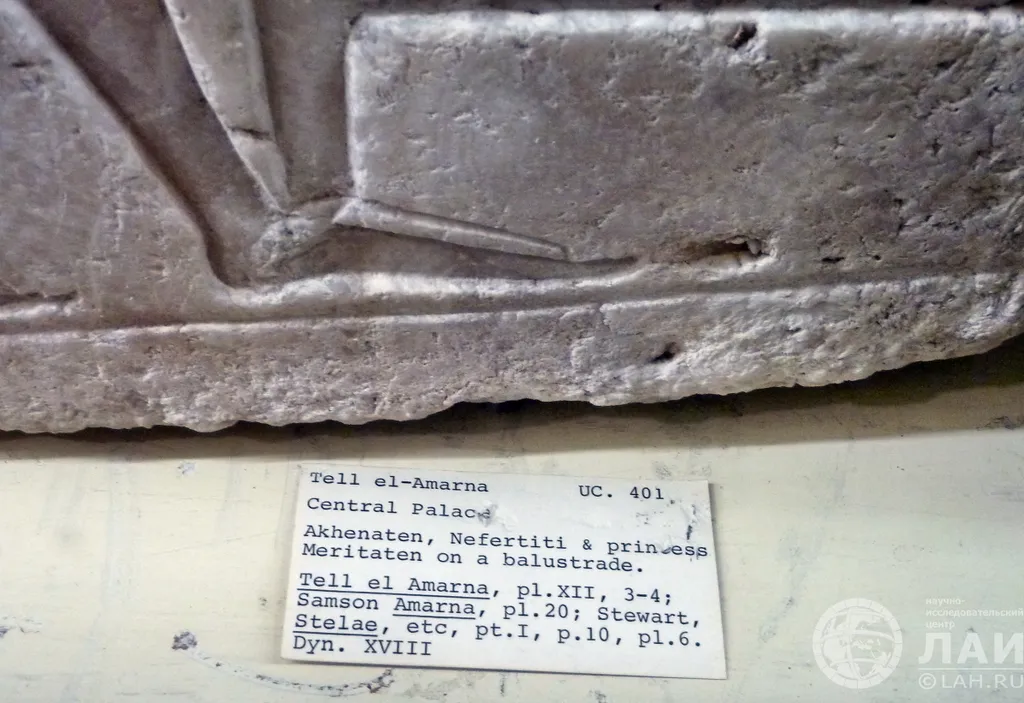 Tell el-Amarna UC. 401
Central Palace
Akhenaten, Nefertiti & princess
Meritaten on a balustrade.
Tell el Amarna, pl.XII, 3-4;
Samson Amarna, pl.20; Stewart,
Stelae, etc, pt.I, p.10, pl.6.
Dyn. XVIII
научно-
исследовательский
центр
ЛАИ
©LAH.RU